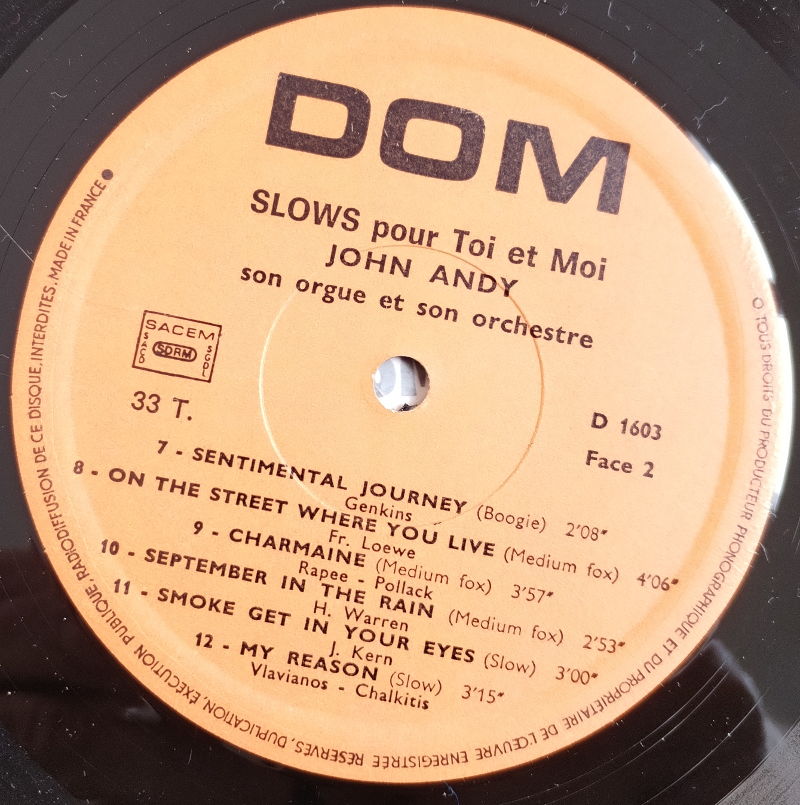 DOM
SLOWS pour Toi et Moi
JOHN ANDY
son orgue et son orchestre
SACEM
SACD
SDRM
SGDL
33 T.
D 1603
Face 2
7 - SENTIMENTAL JOURNEY (Boogie) 2'08"
Genkins
8 - ON THE STREET WHERE YOU LIVE (Medium fox) 4'06"
Fr. Loewe
9 - CHARMAINE (Medium fox) 3'57"
Rapee - Pollack
10 - SEPTEMBER IN THE RAIN (Medium fox) 2'53"
H. Warren
11 - SMOKE GET IN YOUR EYES (Slow) 3'00"
J. Kern
12 - MY REASON (Slow) 3'15"
Vlavianos - Chalkitis
O TOUS DROITS DU PRODUCTEUR PHONOGRAPHIQUE ET DU PROPRIETAIRE DE L'ŒUVRE ENREGISTRÉE RESERVES, DUPLICATION, EXECUTION PUBLIQUE, RADIODIFFUSION DE CE DISQUE, INTERDITES. MADE IN FRANCE ●